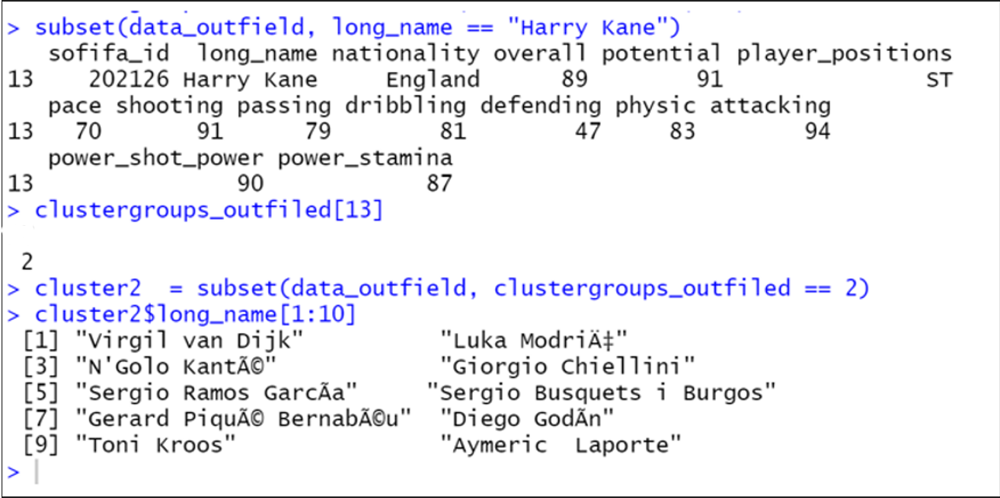 > subset(data_outfield, long_name == "Harry Kane")
sofifa_id long_name nationality overall potential player_positions
13 202126 Harry Kane England 89 91 ST
pace shooting passing dribbling defending physic attacking
13 70 91 79 81 47 83 94
power_shot_power power_stamina
13 90 87
> clustergroups_outfiled[13]
2
> cluster2 = subset(data_outfield, clustergroups_outfiled == 2)
> cluster2$long_name[1:10]
[1] "Virgil van Dijk" "Luka ModriÄ‡"
[3] "N'Golo KantÃ©" "Giorgio Chiellini"
[5] "Sergio Ramos GarcÃa" "Sergio Busquets i Burgos"
[7] "Gerard PiquÃ© BernabÃ©u" "Diego GodÃn"
[9] "Toni Kroos" "Aymeric  Laporte"
>